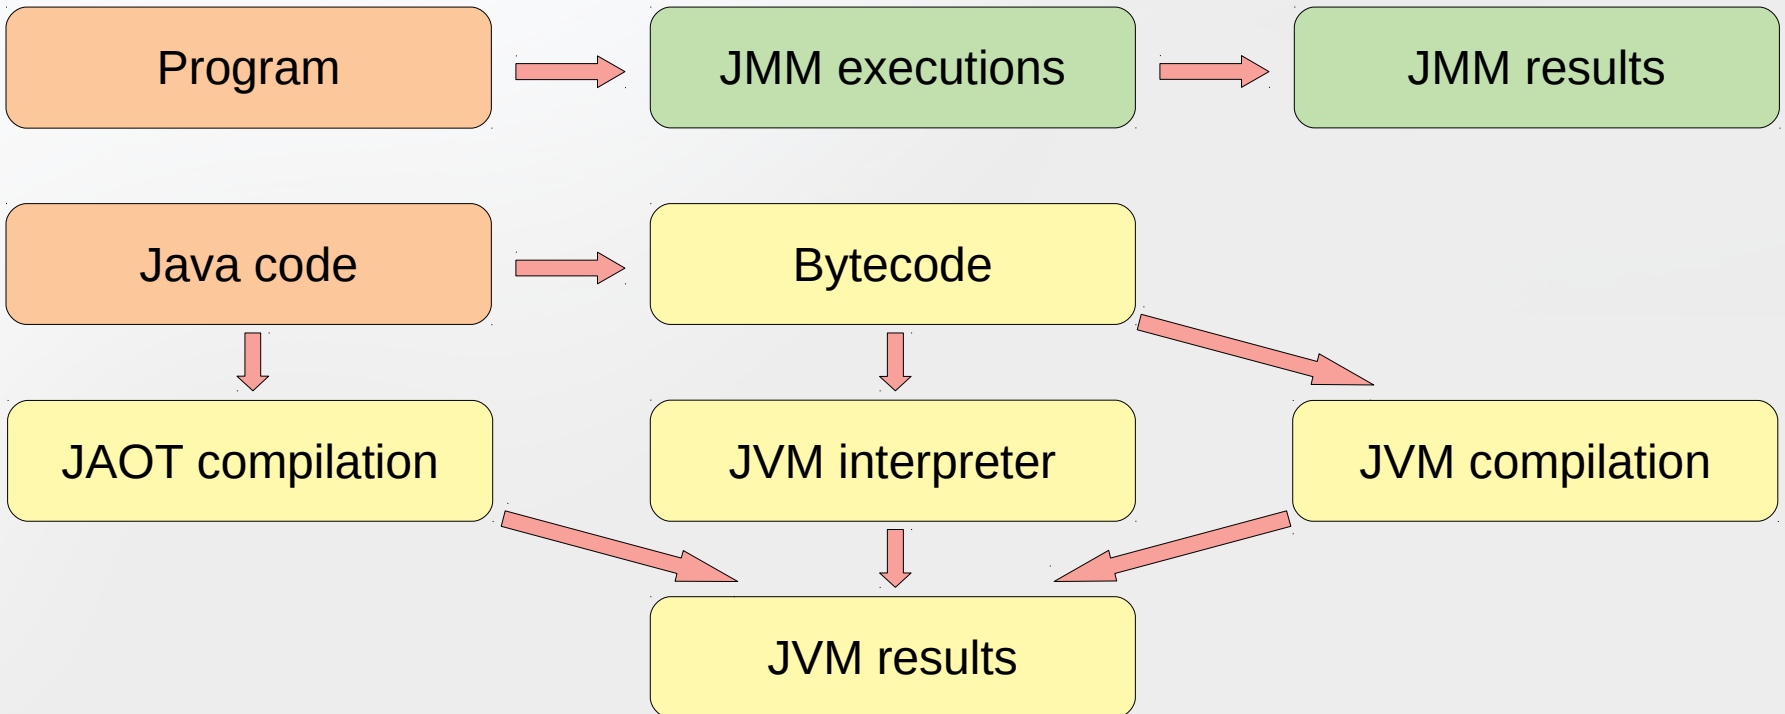 Program
JMM executions
JMM results
Java code
Bytecode
JAOT compilation
JVM interpreter
JVM compilation
JVM results